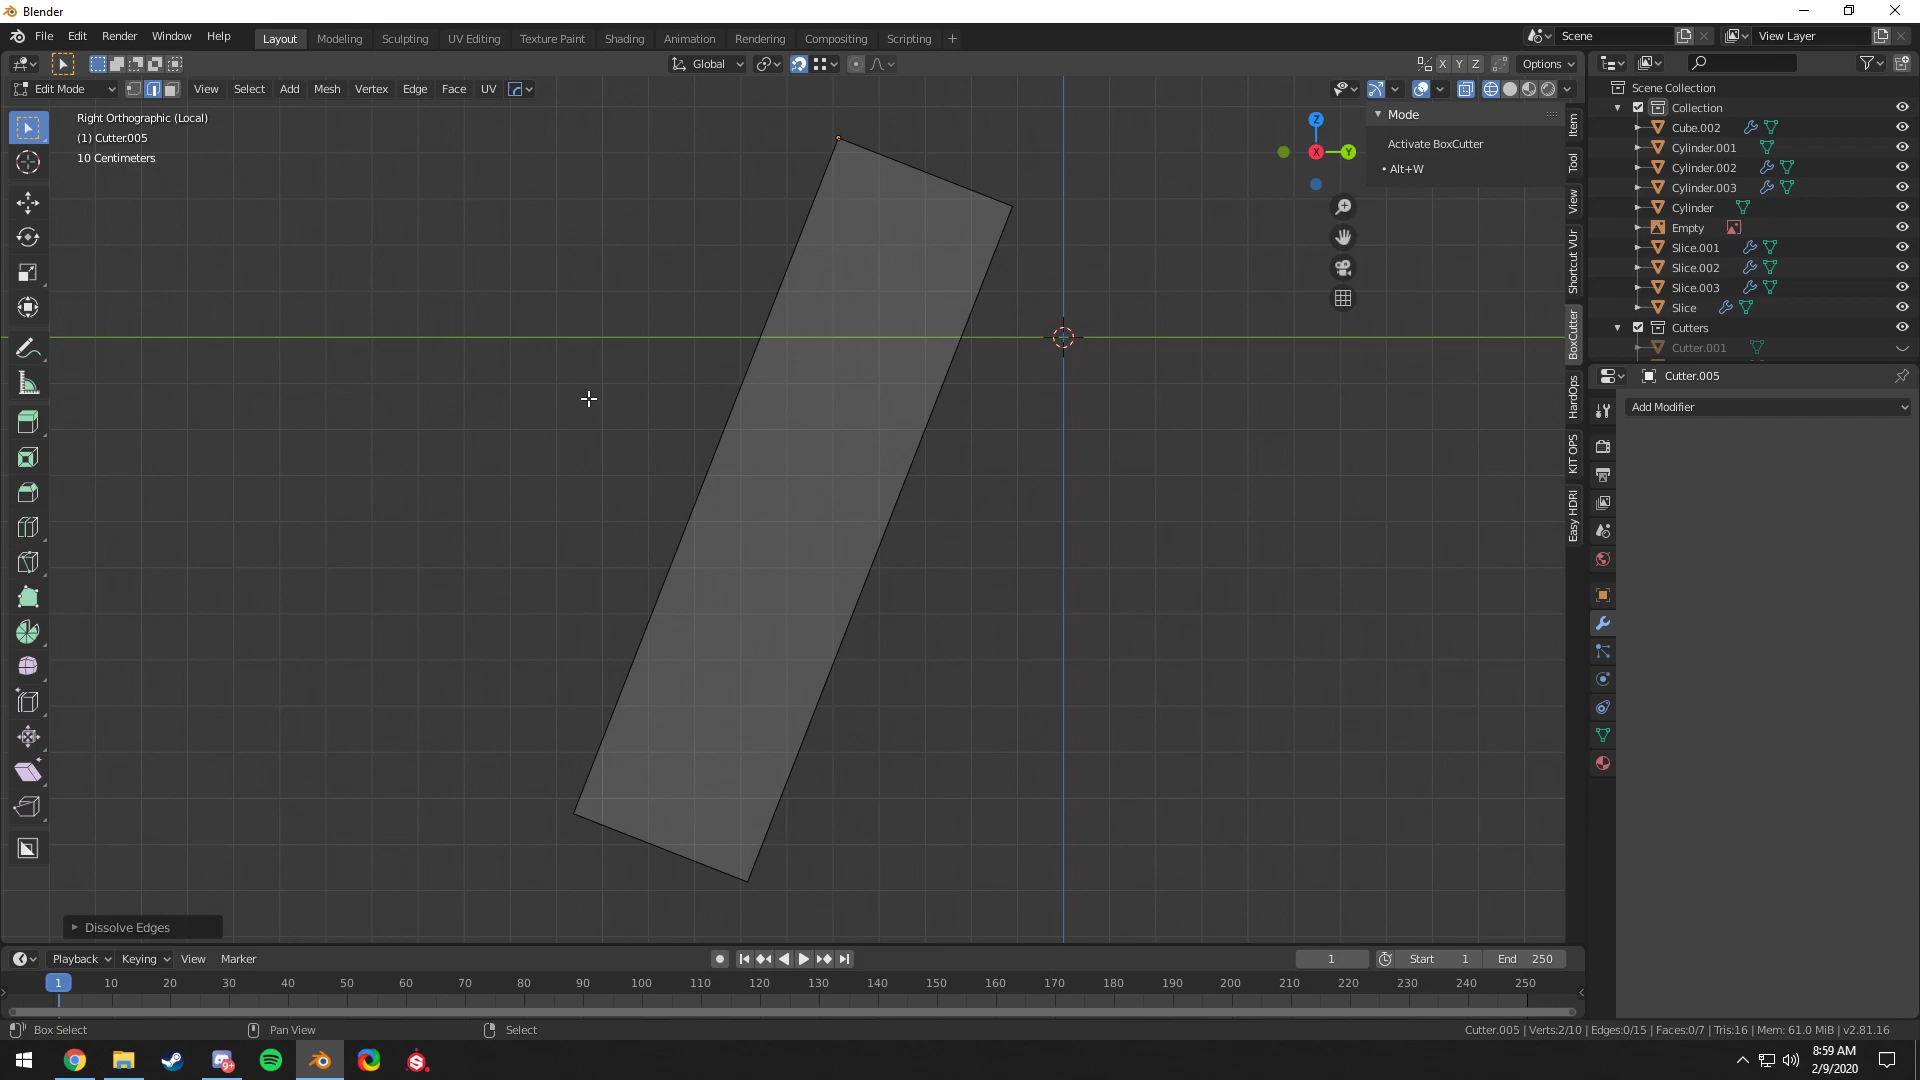 Blender
File Edit Render Window Help
Layout Modeling Sculpting UV Editing Texture Paint Shading Animation Rendering Compositing Scripting +
Scene
View Layer
Global
X Y Z
Options
Edit Mode
View Select Add Mesh Vertex Edge Face UV
Right Orthographic (Local)
(1) Cutter.005
10 Centimeters
Z
X
Y
Mode
Activate BoxCutter
• Alt+W
Item
Tool
View
Shortcut VUr
BoxCutter
HardOps
KIT OPS
Easy HDRI
Scene Collection
Collection
Cube.002
Cylinder.001
Cylinder.002
Cylinder.003
Cylinder
Empty
Slice.001
Slice.002
Slice.003
Slice
Cutters
Cutter.001
Cutter.005
Add Modifier
Dissolve Edges
Playback Keying View Marker
1
Start 1
End 250
1 10 20 30 40 50 60 70 80 90 100 110 120 130 140 150 160 170 180 190 200 210 220 230 240 250
Box Select
Pan View
Select
Cutter.005 | Verts:2/10 | Edges:0/15 | Faces:0/7 | Tris:16 | Mem: 61.0 MiB | v2.81.16
9+
8:59 AM
2/9/2020